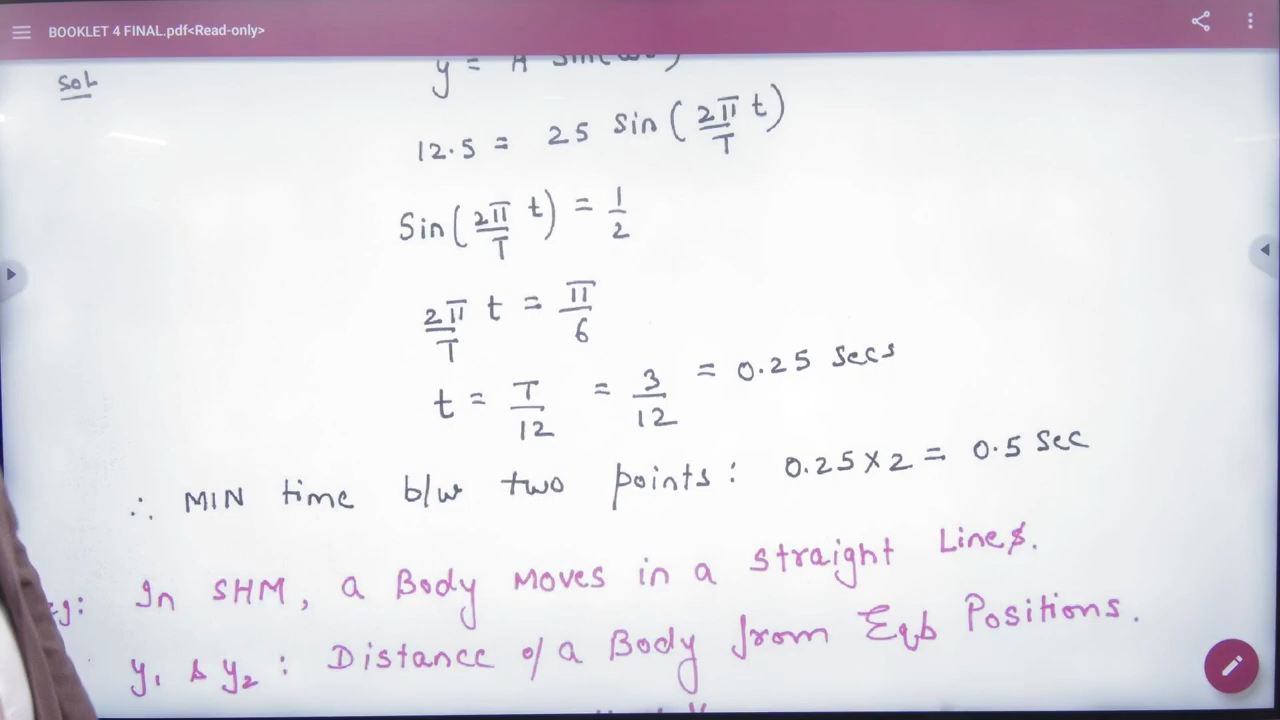 BOOKLET 4 FINAL.pdf<Read-only>
Sol
y = A sin(
12.5 = 25 Sin ( 2π/T t )
Sin ( 2π/T t ) = 1/2
2π/T t = π/6
t = T/12 = 3/12 = 0.25 Secs
∴ MIN time b/w two points : 0.25 x 2 = 0.5 Sec
In SHM, a Body Moves in a Straight Line.
y₁ & y₂ : Distance of a Body from Eqb Positions.